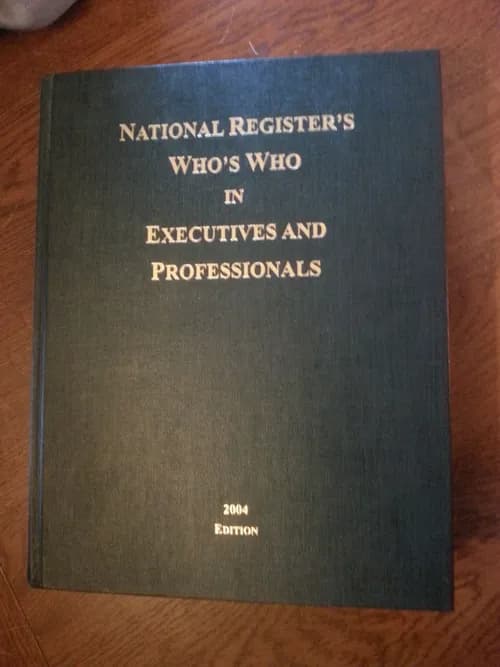 NATIONAL REGISTER'S
WHO'S WHO
IN
EXECUTIVES AND
PROFESSIONALS
2004
EDITION